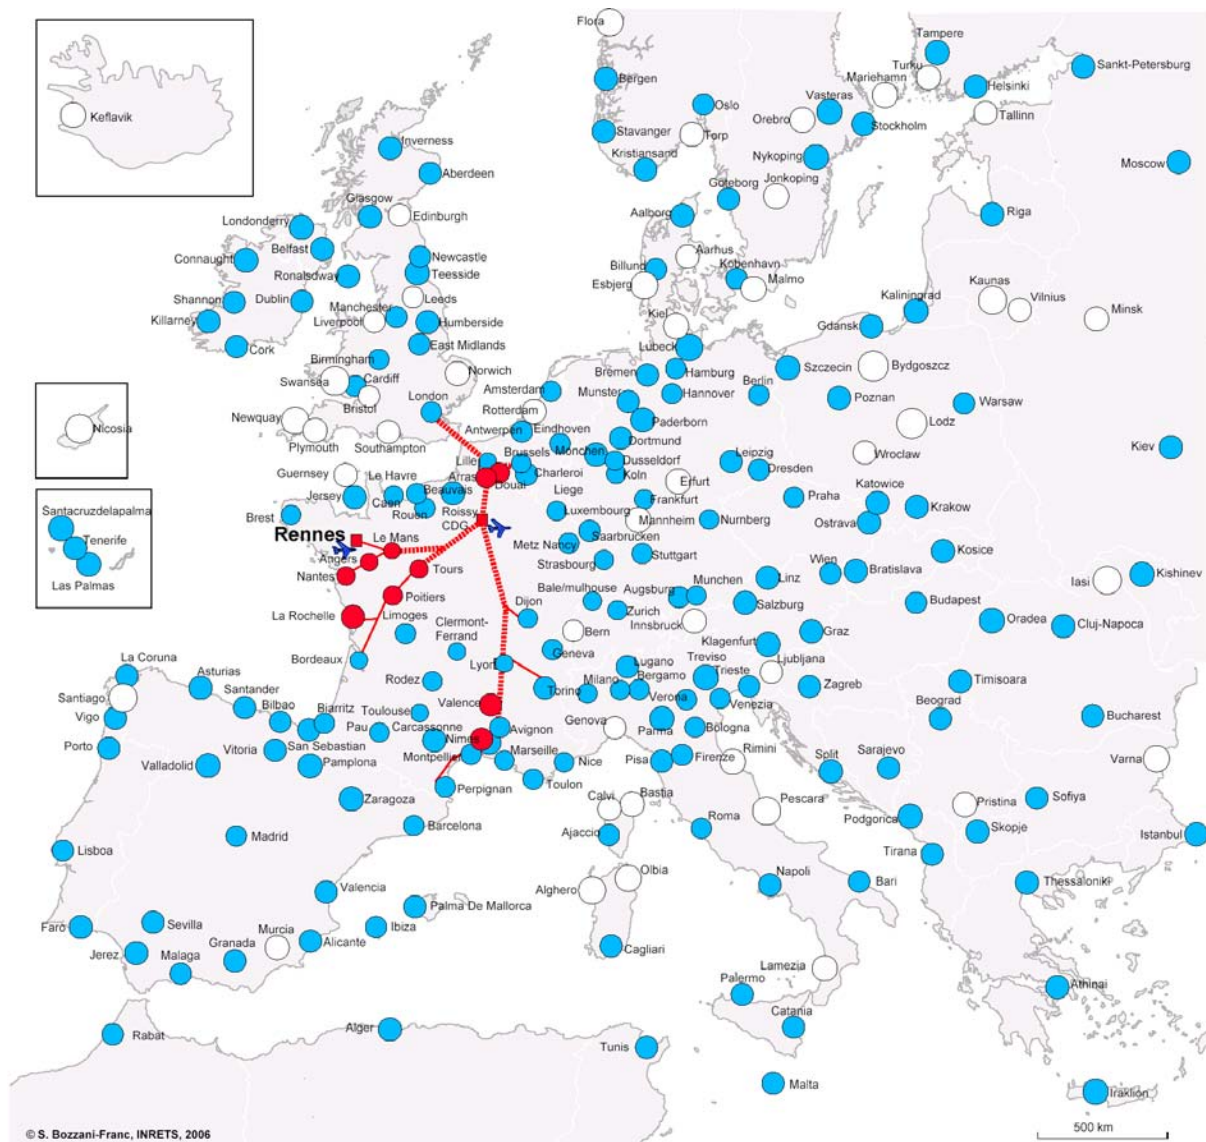 Flora
Tampere
Turku
Sankt-Petersburg
Bergen
Mariehamn
Helsinki
Vasteras
Oslo
Keflavik
Orebro
Tallinn
Stockholm
Stavanger
Torp
Inverness
Kristiansand
Nykoping
Moscow
Aberdeen
Jonkoping
Glasgow
Goteborg
Edinburgh
Aalborg
Riga
Londonderry
Belfast
Newcastle
Aarhus
Connaught
Ronalsdway
Teesside
Billund
Kobenhavn
Esbjerg
Malmo
Kaunas
Shannon
Dublin
Leeds
Vilnius
Manchester
Kaliningrad
Minsk
Killarney
Liverpool
Humberside
Kiel
Gdansk
Cork
East Midlands
Lübeck
Birmingham
Norwich
Bremen
Hamburg
Szczecin
Bydgoszcz
Swansea
Cardiff
Amsterdam
Munster
Hannover
Berlin
Bristol
London
Rotterdam
Poznan
Warsaw
Newquay
Antwerpen
Eindhoven
Paderborn
Lodz
Nicosia
Plymouth
Southampton
Dortmund
Brussels
Monchen
Kiev
Lille
Dusseldorf
Leipzig
Wroclaw
Guernsey
Le Havre
Arras
Douai
Charleroi
Koln
Dresden
Erfurt
Jersey
Beauvais
Liege
Frankfurt
Praha
Katowice
Caen
Rouen
Roissy
CDG
Luxembourg
Krakow
Santacruzdelapalma
Brest
Mannheim
Nurnberg
Ostrava
Rennes
Le Mans
Saarbrucken
Tenerife
Metz Nancy
Kosice
Angers
Strasbourg
Stuttgart
Las Palmas
Nantes
Tours
Wien
Bratislava
Iasi
Kishinev
Poitiers
Bale/mulhouse
Augsburg
Munchen
Linz
La Rochelle
Limoges
Dijon
Zurich
Salzburg
Budapest
Innsbruck
Oradea
Clermont-
Ferrand
Bern
Graz
Cluj-Napoca
Klagenfurt
Bordeaux
Lyon
Geneva
Lugano
Treviso
Ljubljana
La Coruna
Asturias
Rodez
Milano
Bergamo
Trieste
Timisoara
Santiago
Santander
Torino
Zagreb
Valence
Verona
Venezia
Beograd
Vigo
Bilbao
Biarritz
Toulouse
Bucharest
Genova
Parma
Bologna
Pau
Carcassonne
Avignon
Nimes
Porto
Vitoria
San Sebastian
Marseille
Rimini
Split
Sarajevo
Valladolid
Pamplona
Montpellier
Nice
Pisa
Firenze
Varna
Perpignan
Toulon
Zaragoza
Calvi
Bastia
Pescara
Pristina
Sofiya
Podgorica
Madrid
Barcelona
Ajaccio
Roma
Skopje
Istanbul
Lisboa
Tirana
Olbia
Valencia
Alghero
Napoli
Bari
Thessaloniki
Palma De Mallorca
Faro
Sevilla
Murcia
Ibiza
Granada
Alicante
Jerez
Cagliari
Malaga
Lamezia
Palermo
Athinai
Catania
Rabat
Alger
Tunis
Malta
Iraklion
© S. Bozzani-Franc, INRETS, 2006
500 km